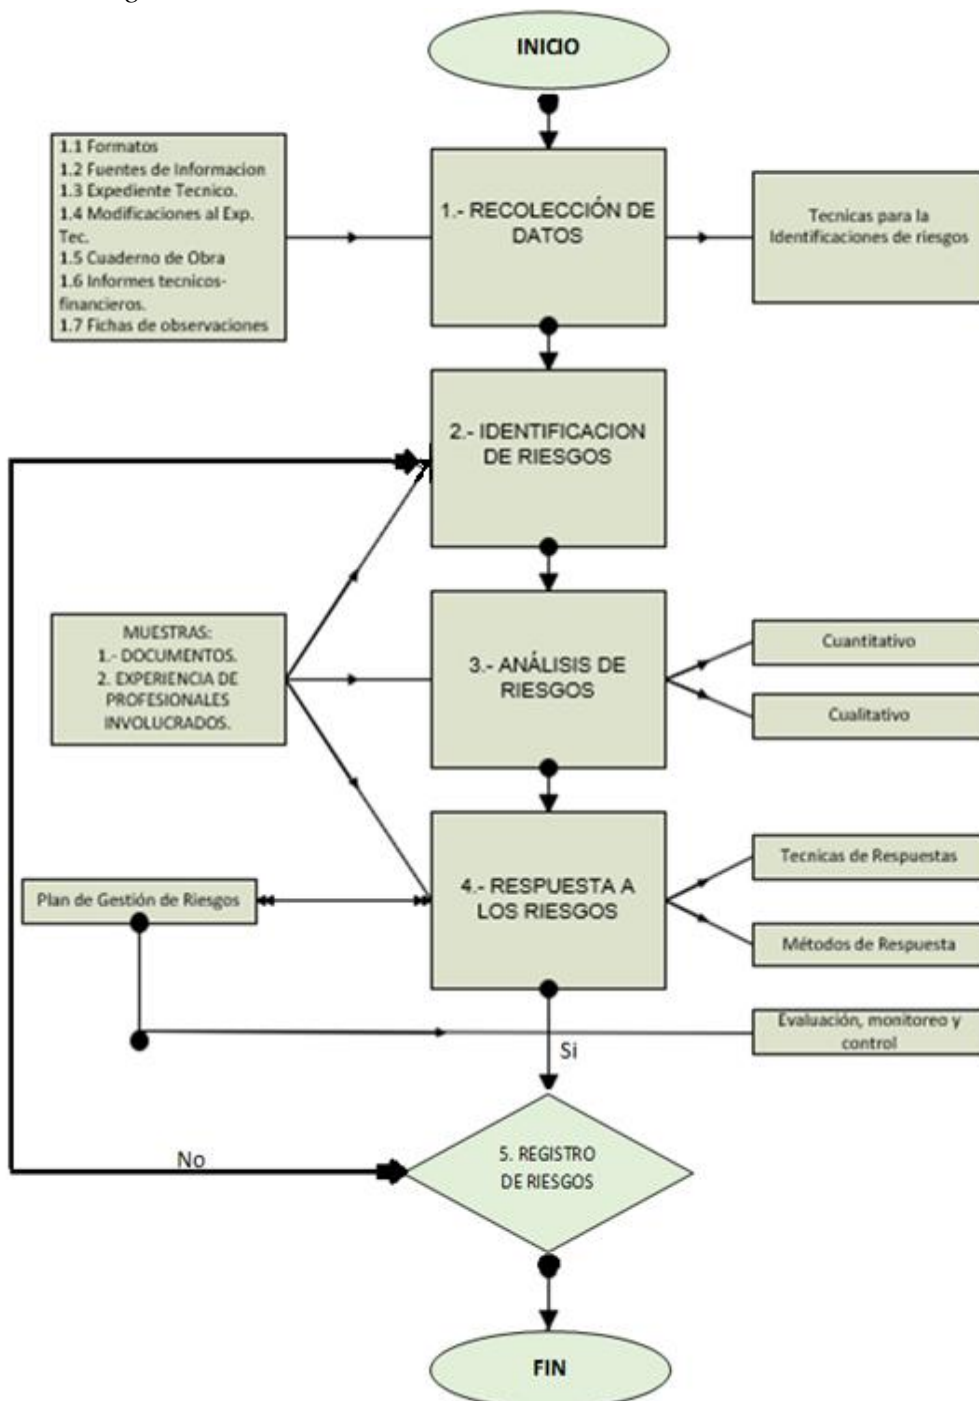 INICIO
1.1 Formatos
1.2 Fuentes de Informacion
1.3 Expediente Tecnico.
1.4 Modificaciones al Exp.
Tec.
1.5 Cuaderno de Obra
1.6 Informes tecnicos-
financieros.
1.7 Fichas de observaciones
1.- RECOLECCIÓN DE
DATOS
Tecnicas para la
Identificaciones de riesgos
2.- IDENTIFICACION
DE RIESGOS
MUESTRAS:
1.- DOCUMENTOS.
2. EXPERIENCIA DE
PROFESIONALES
INVOLUCRADOS.
3.- ANÁLISIS DE
RIESGOS
Cuantitativo
Cualitativo
4.- RESPUESTA A
LOS RIESGOS
Tecnicas de Respuestas
Métodos de Respuesta
Plan de Gestión de Riesgos
Evaluación, monitoreo y
control
Si
No
5. REGISTRO
DE RIESGOS
FIN